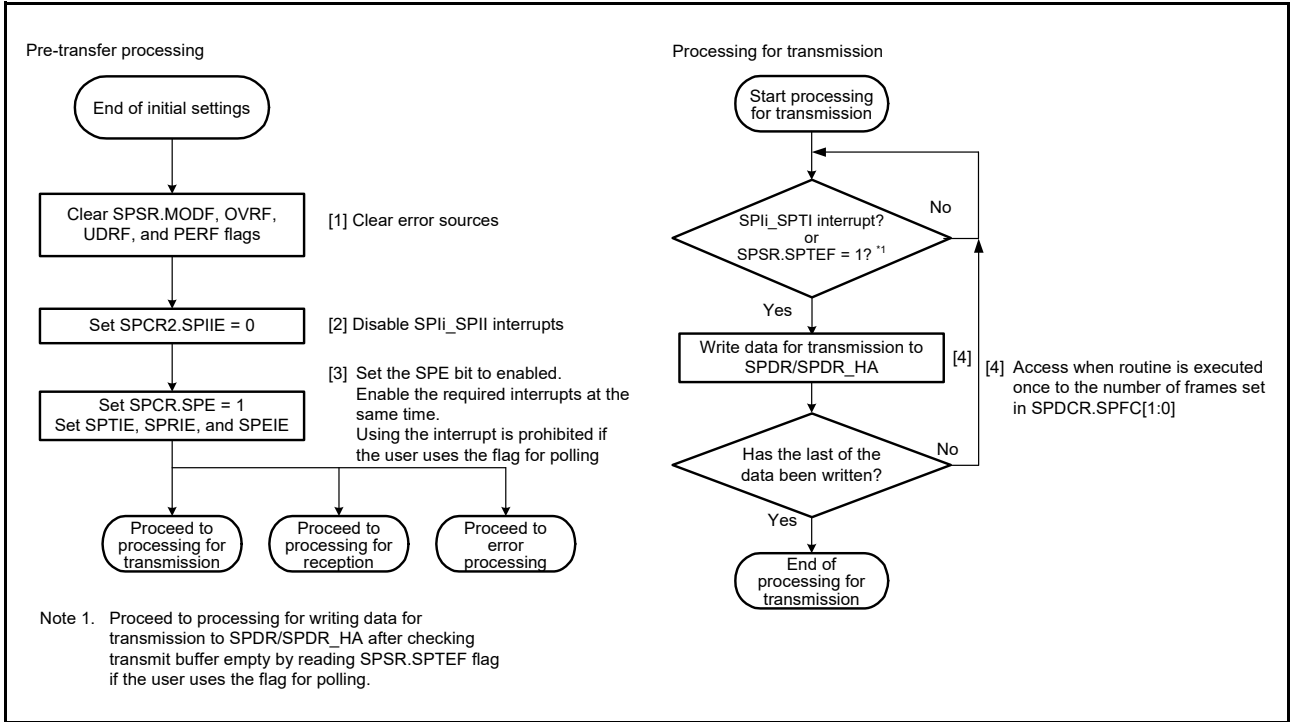 Pre-transfer processing
End of initial settings
Clear SPSR.MODF, OVRF,
UDRF, and PERF flags
[1] Clear error sources
Set SPCR2.SPIIE = 0
[2] Disable SPIi_SPII interrupts
Set SPCR.SPE = 1
Set SPTIE, SPRIE, and SPEIE
[3] Set the SPE bit to enabled.
Enable the required interrupts at the
same time.
Using the interrupt is prohibited if
the user uses the flag for polling
Proceed to
processing for
transmission
Proceed to
processing for
reception
Proceed to
error
processing
Note 1. Proceed to processing for writing data for
transmission to SPDR/SPDR_HA after checking
transmit buffer empty by reading SPSR.SPTEF flag
if the user uses the flag for polling.
Processing for transmission
Start processing
for transmission
SPIi_SPTI interrupt?
or
SPSR.SPTEF = 1? *1
No
Yes
Write data for transmission to
SPDR/SPDR_HA
[4]
[4] Access when routine is executed
once to the number of frames set
in SPDCR.SPFC[1:0]
Has the last of the
data been written?
No
Yes
End of
processing for
transmission